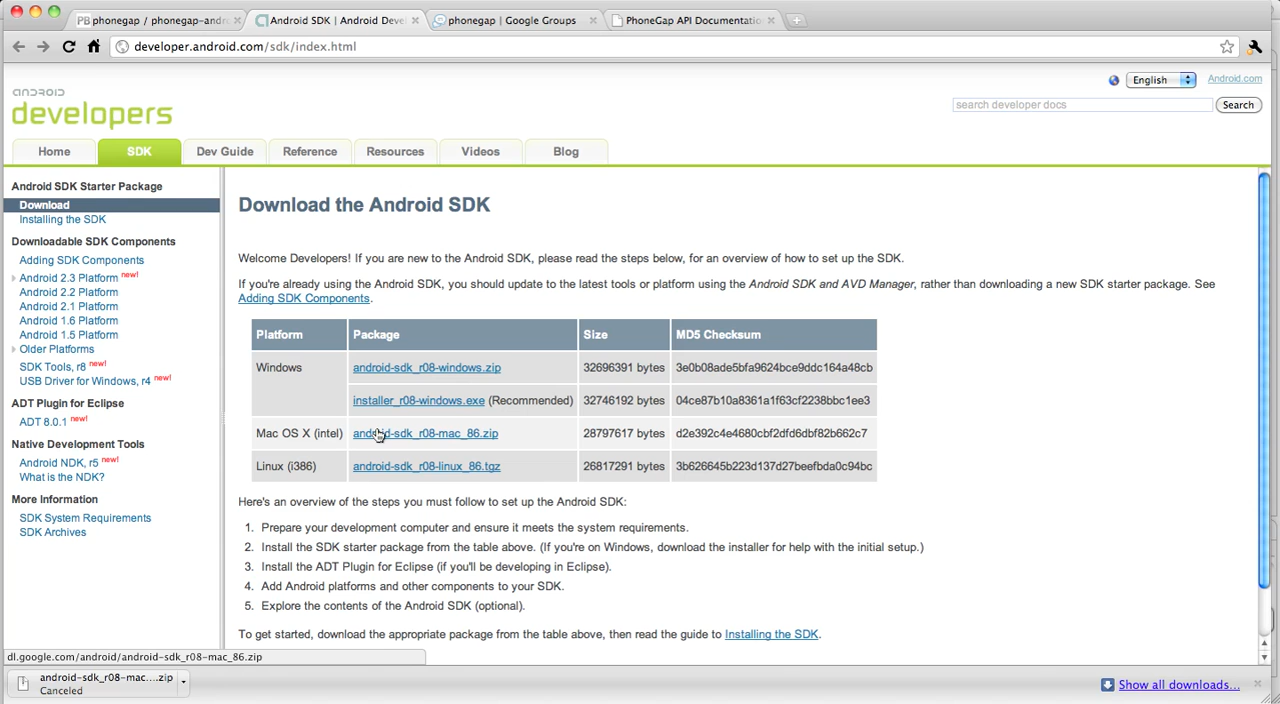 phonegap / phonegap-andr
Android SDK | Android Devel
phonegap | Google Groups
PhoneGap API Documentatio
developer.android.com/sdk/index.html
English
Android.com
android
developers
search developer docs
Search
Home
SDK
Dev Guide
Reference
Resources
Videos
Blog
Android SDK Starter Package
Download
Installing the SDK
Downloadable SDK Components
Adding SDK Components
Android 2.3 Platform new!
Android 2.2 Platform
Android 2.1 Platform
Android 1.6 Platform
Android 1.5 Platform
Older Platforms
SDK Tools, r8 new!
USB Driver for Windows, r4 new!
ADT Plugin for Eclipse
ADT 8.0.1 new!
Native Development Tools
Android NDK, r5 new!
What is the NDK?
More Information
SDK System Requirements
SDK Archives
Download the Android SDK
Welcome Developers! If you are new to the Android SDK, please read the steps below, for an overview of how to set up the SDK.
If you're already using the Android SDK, you should update to the latest tools or platform using the Android SDK and AVD Manager, rather than downloading a new SDK starter package. See
Adding SDK Components.
Platform Package Size MD5 Checksum
Windows android-sdk_r08-windows.zip 32696391 bytes 3e0b08ade5bfa9624bce9ddc164a48cb
installer_r08-windows.exe (Recommended) 32746192 bytes 04ce87b10a8361a1f63cf2238bbc1ee3
Mac OS X (intel) android-sdk_r08-mac_86.zip 28797617 bytes d2e392c4e4680cbf2dfd6dbf82b662c7
Linux (i386) android-sdk_r08-linux_86.tgz 26817291 bytes 3b626645b223d137d27beefbda0c94bc
Here's an overview of the steps you must follow to set up the Android SDK:
1. Prepare your development computer and ensure it meets the system requirements.
2. Install the SDK starter package from the table above. (If you're on Windows, download the installer for help with the initial setup.)
3. Install the ADT Plugin for Eclipse (if you'll be developing in Eclipse).
4. Add Android platforms and other components to your SDK.
5. Explore the contents of the Android SDK (optional).
To get started, download the appropriate package from the table above, then read the guide to Installing the SDK.
dl.google.com/android/android-sdk_r08-mac_86.zip
android-sdk_r08-mac....zip
Canceled
Show all downloads...